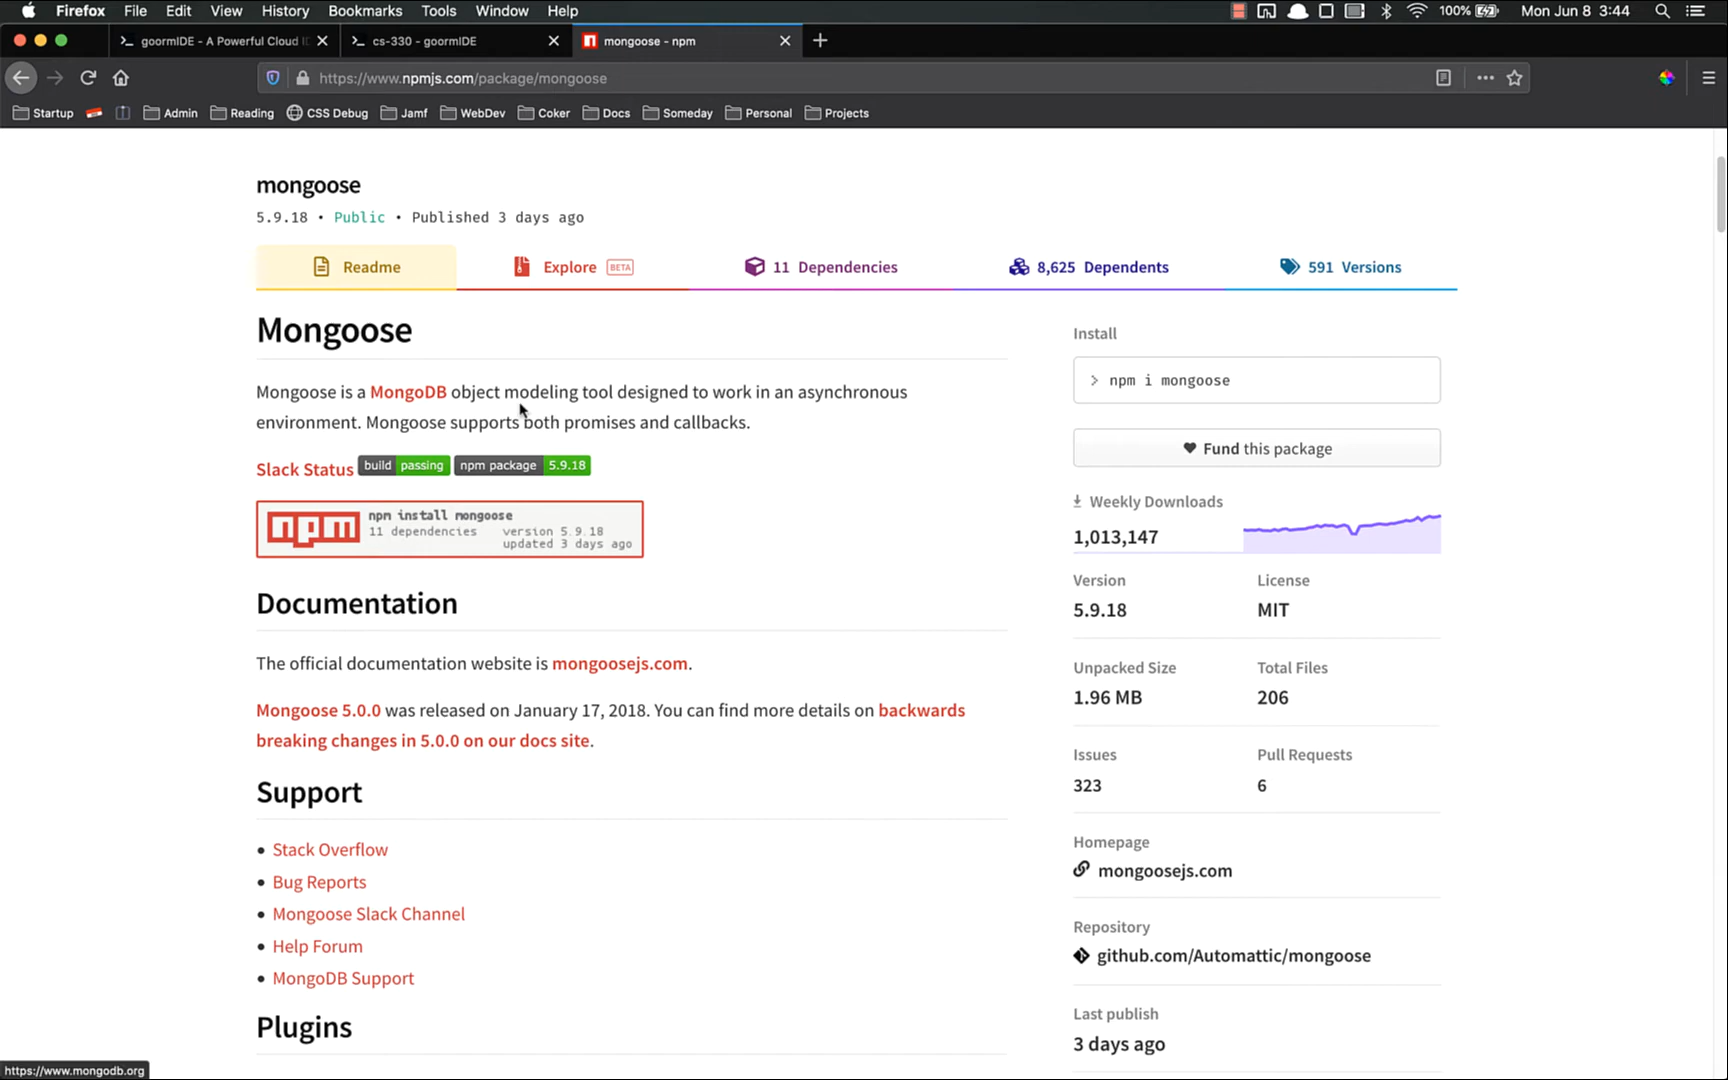 Firefox File Edit View History Bookmarks Tools Window Help 100% Mon Jun 8 3:44
goormIDE - A Powerful Cloud I
cs-330 - goormIDE
mongoose - npm
https://www.npmjs.com/package/mongoose
Startup Admin Reading CSS Debug Jamf WebDev Coker Docs Someday Personal Projects
mongoose
5.9.18 • Public • Published 3 days ago
Readme
Explore BETA
11 Dependencies
8,625 Dependents
591 Versions
Mongoose
Mongoose is a MongoDB object modeling tool designed to work in an asynchronous
environment. Mongoose supports both promises and callbacks.
Slack Status build passing npm package 5.9.18
npm
npm install mongoose
11 dependencies version 5.9.18
updated 3 days ago
Documentation
The official documentation website is mongoosejs.com.
Mongoose 5.0.0 was released on January 17, 2018. You can find more details on backwards
breaking changes in 5.0.0 on our docs site.
Support
• Stack Overflow
• Bug Reports
• Mongoose Slack Channel
• Help Forum
• MongoDB Support
Plugins
Install
> npm i mongoose
Fund this package
Weekly Downloads
1,013,147
Version License
5.9.18 MIT
Unpacked Size Total Files
1.96 MB 206
Issues Pull Requests
323 6
Homepage
mongoosejs.com
Repository
github.com/Automattic/mongoose
Last publish
3 days ago
https://www.mongodb.org